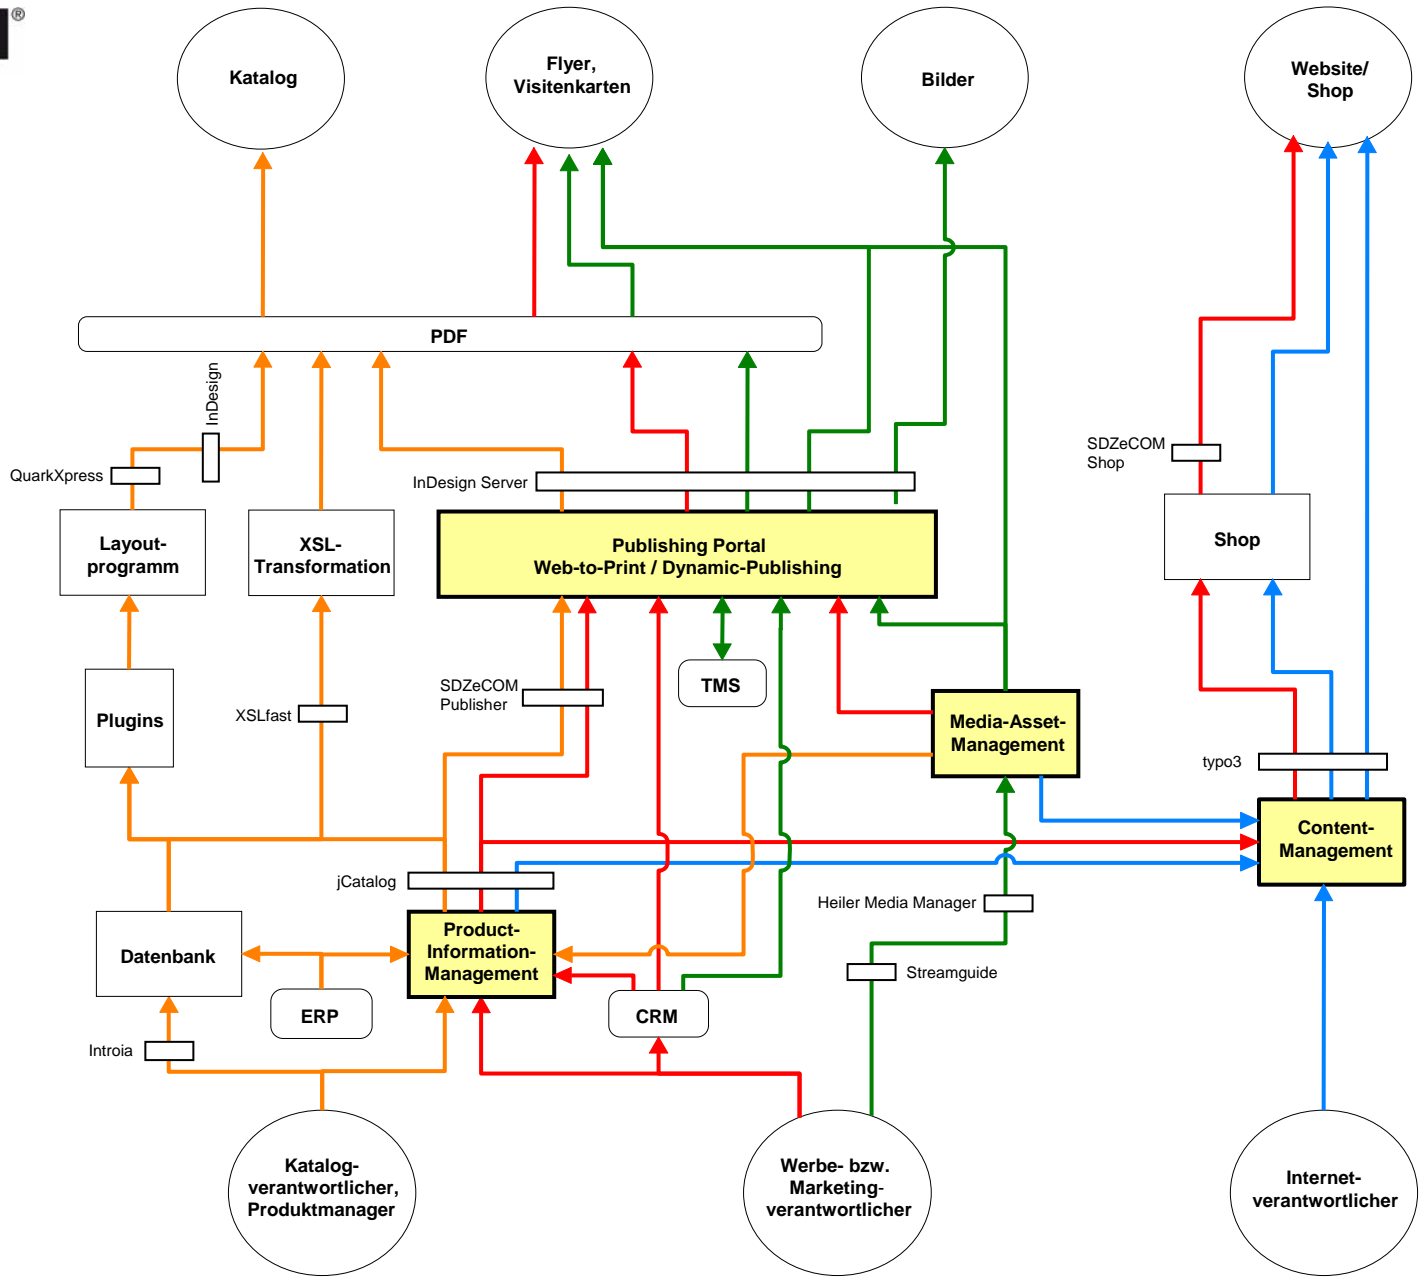 ®
Katalog
Flyer,
Visitenkarten
Bilder
Website/
Shop
PDF
InDesign
QuarkXpress
InDesign Server
SDZeCOM
Shop
Layout-
programm
XSL-
Transformation
Publishing Portal
Web-to-Print / Dynamic-Publishing
Shop
Plugins
XSLfast
SDZeCOM
Publisher
TMS
Media-Asset-
Management
typo3
Content-
Management
jCatalog
Heiler Media Manager
Datenbank
Product-
Information-
Management
Streamguide
ERP
CRM
Introia
Katalog-
verantwortlicher,
Produktmanager
Werbe- bzw.
Marketing-
verantwortlicher
Internet-
verantwortlicher